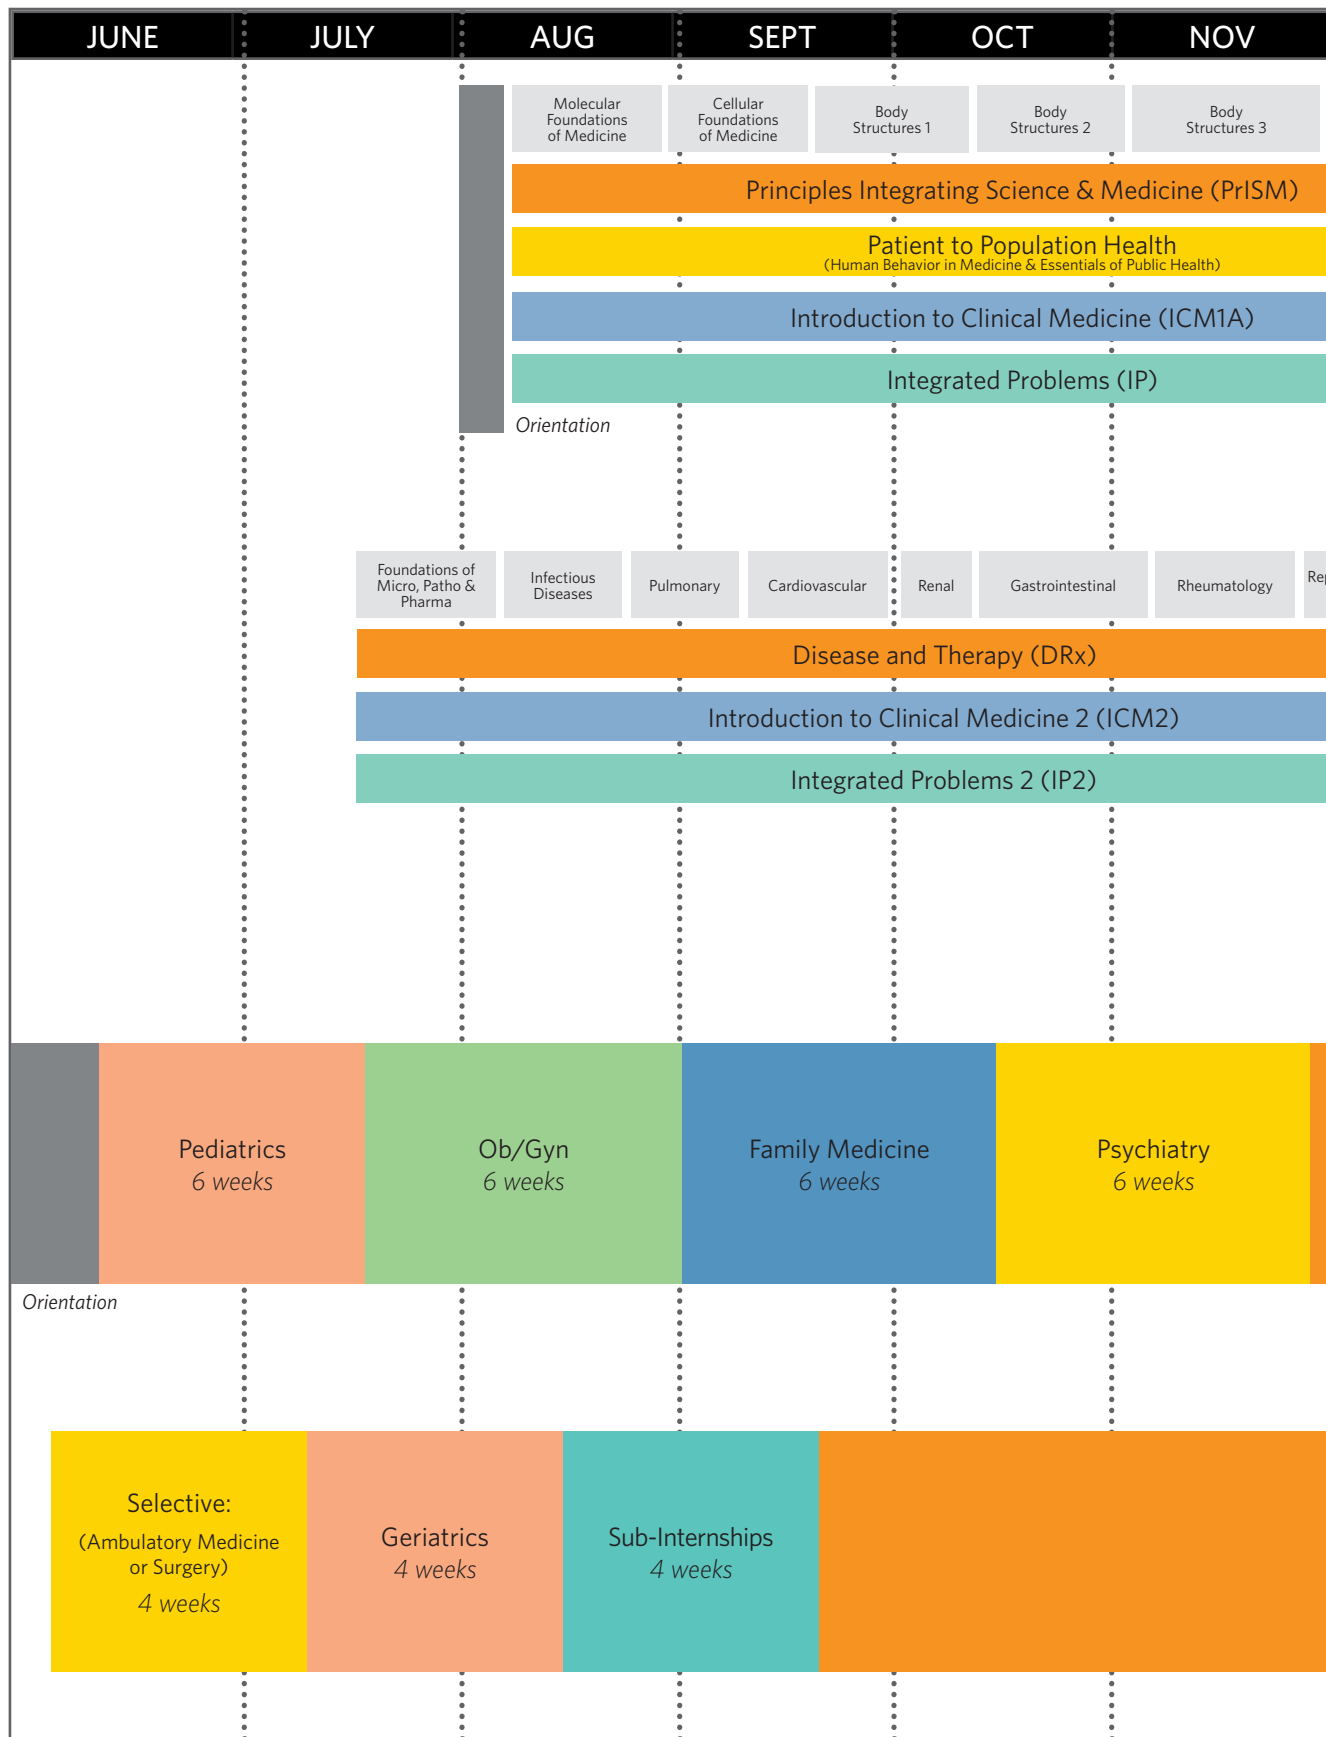 JUNE JULY AUG SEPT OCT NOV
Molecular
Foundations
of Medicine
Cellular
Foundations
of Medicine
Body
Structures 1
Body
Structures 2
Body
Structures 3
Principles Integrating Science & Medicine (PrISM)
Patient to Population Health
(Human Behavior in Medicine & Essentials of Public Health)
Introduction to Clinical Medicine (ICM1A)
Integrated Problems (IP)
Orientation
Foundations of
Micro, Patho &
Pharma
Infectious
Diseases
Pulmonary
Cardiovascular
Renal
Gastrointestinal
Rheumatology
Disease and Therapy (DRx)
Introduction to Clinical Medicine 2 (ICM2)
Integrated Problems 2 (IP2)
Pediatrics
6 weeks
Ob/Gyn
6 weeks
Family Medicine
6 weeks
Psychiatry
6 weeks
Orientation
Selective:
(Ambulatory Medicine
or Surgery)
4 weeks
Geriatrics
4 weeks
Sub-Internships
4 weeks